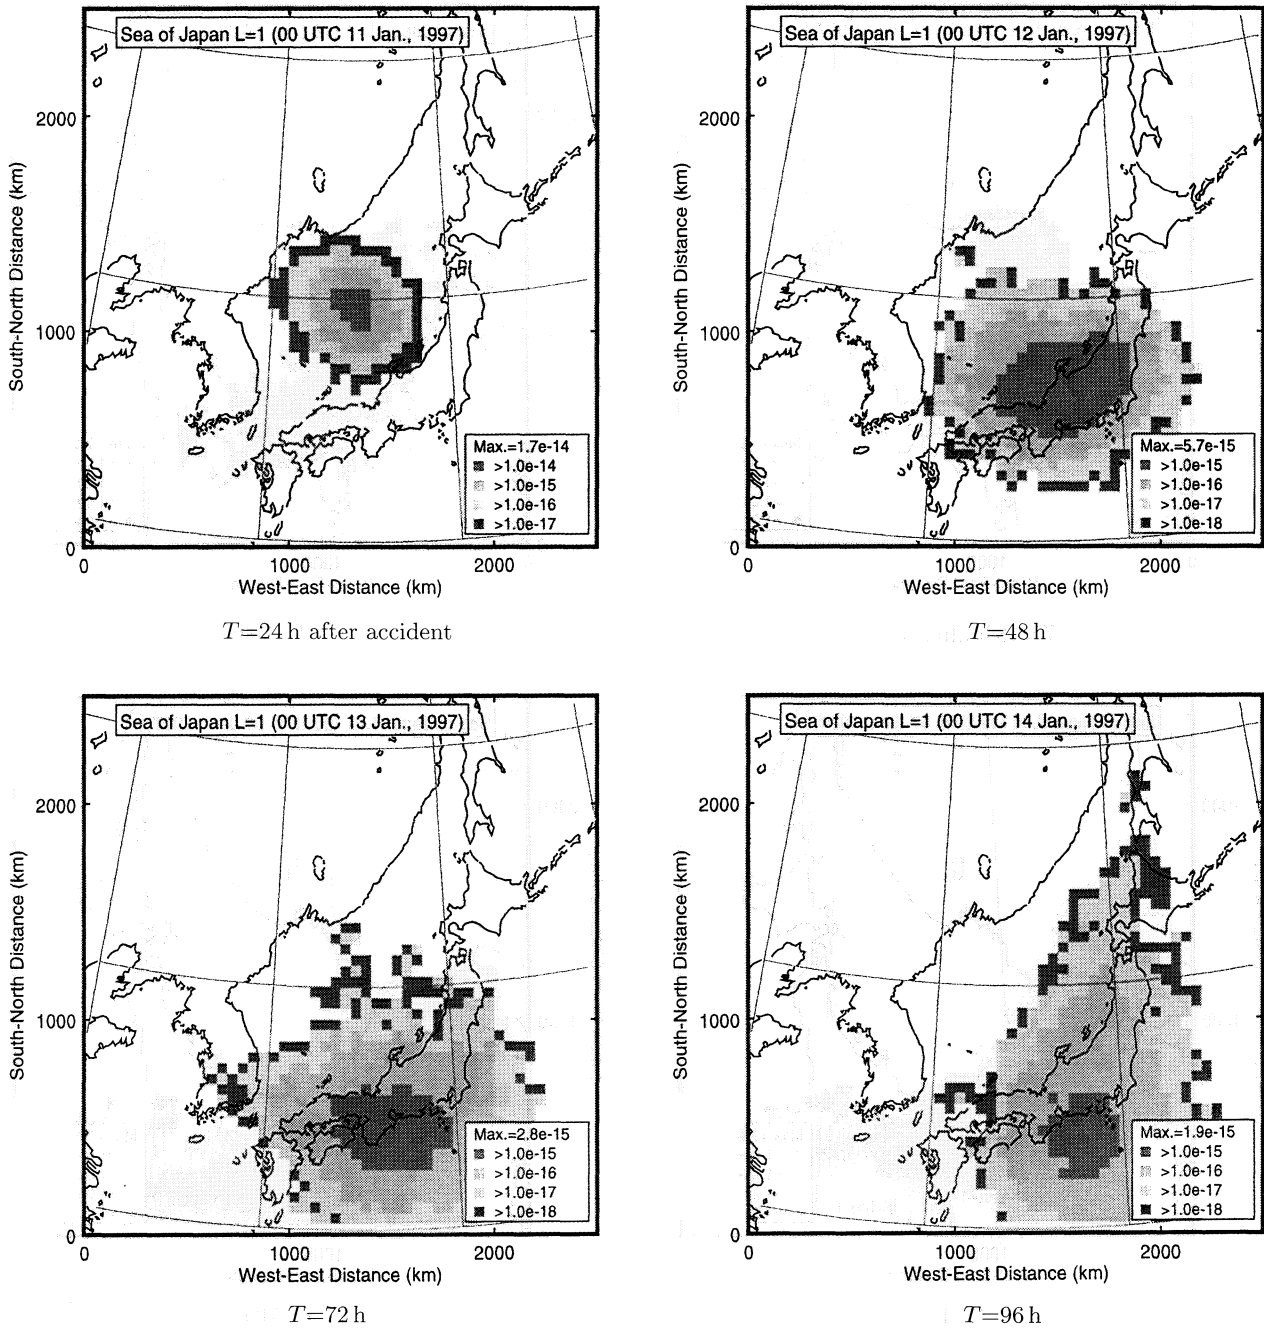 Sea of Japan L=1 (00 UTC 11 Jan., 1997)
South-North Distance (km)
2000
1000
0
Max.=1.7e-14
>1.0e-14
>1.0e-15
>1.0e-16
>1.0e-17
0 1000 2000
West-East Distance (km)
T=24 h after accident
Sea of Japan L=1 (00 UTC 12 Jan., 1997)
South-North Distance (km)
2000
1000
0
Max.=5.7e-15
>1.0e-15
>1.0e-16
>1.0e-17
>1.0e-18
0 1000 2000
West-East Distance (km)
T=48 h
Sea of Japan L=1 (00 UTC 13 Jan., 1997)
South-North Distance (km)
2000
1000
0
Max.=2.8e-15
>1.0e-15
>1.0e-16
>1.0e-17
>1.0e-18
0 1000 2000
West-East Distance (km)
T=72 h
Sea of Japan L=1 (00 UTC 14 Jan., 1997)
South-North Distance (km)
2000
1000
0
Max.=1.9e-15
>1.0e-15
>1.0e-16
>1.0e-17
>1.0e-18
0 1000 2000
West-East Distance (km)
T=96 h